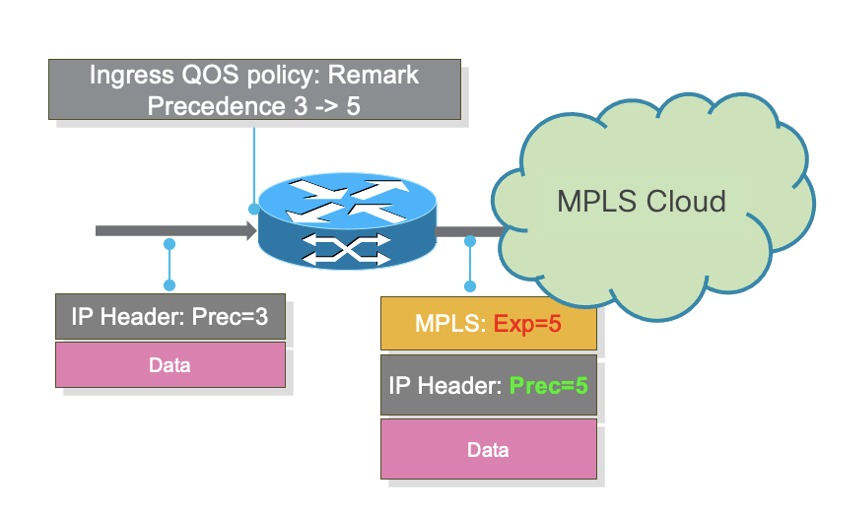 Ingress QOS policy: Remark
Precedence 3 -> 5
MPLS Cloud
IP Header: Prec=3
Data
MPLS: Exp=5
IP Header: Prec=5
Data